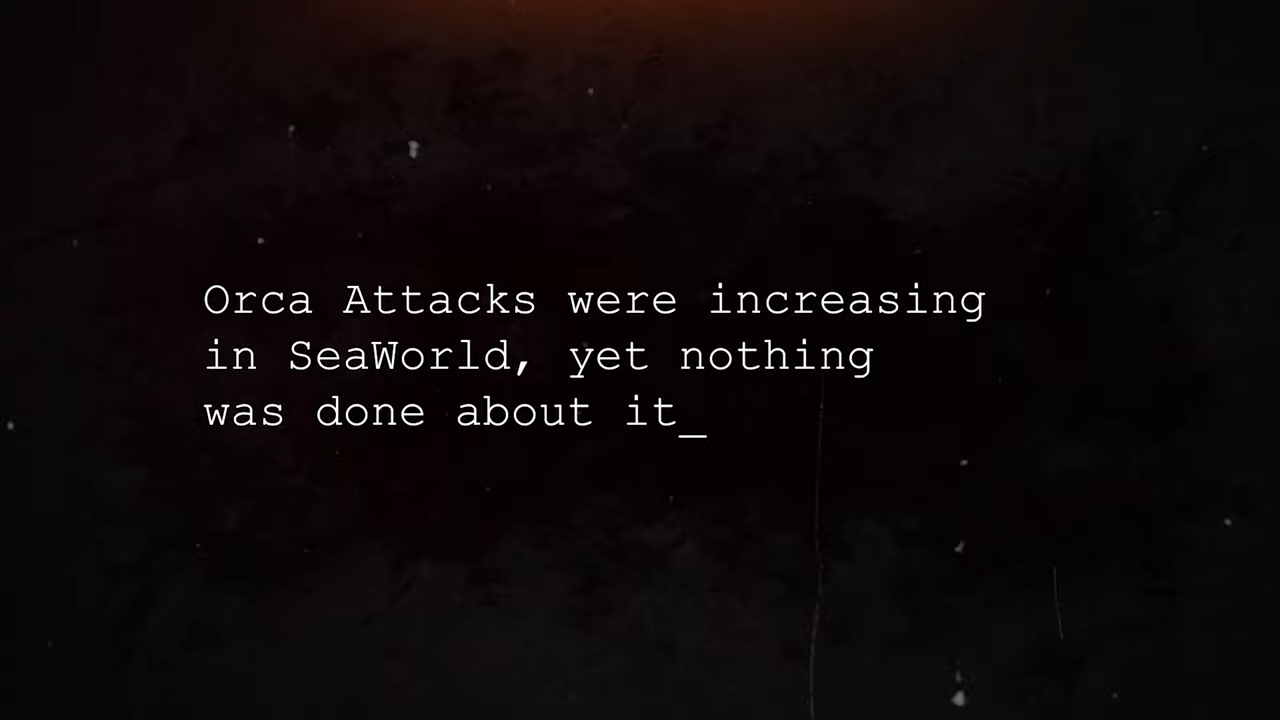 Orca Attacks were increasing
in SeaWorld, yet nothing
was done about it_